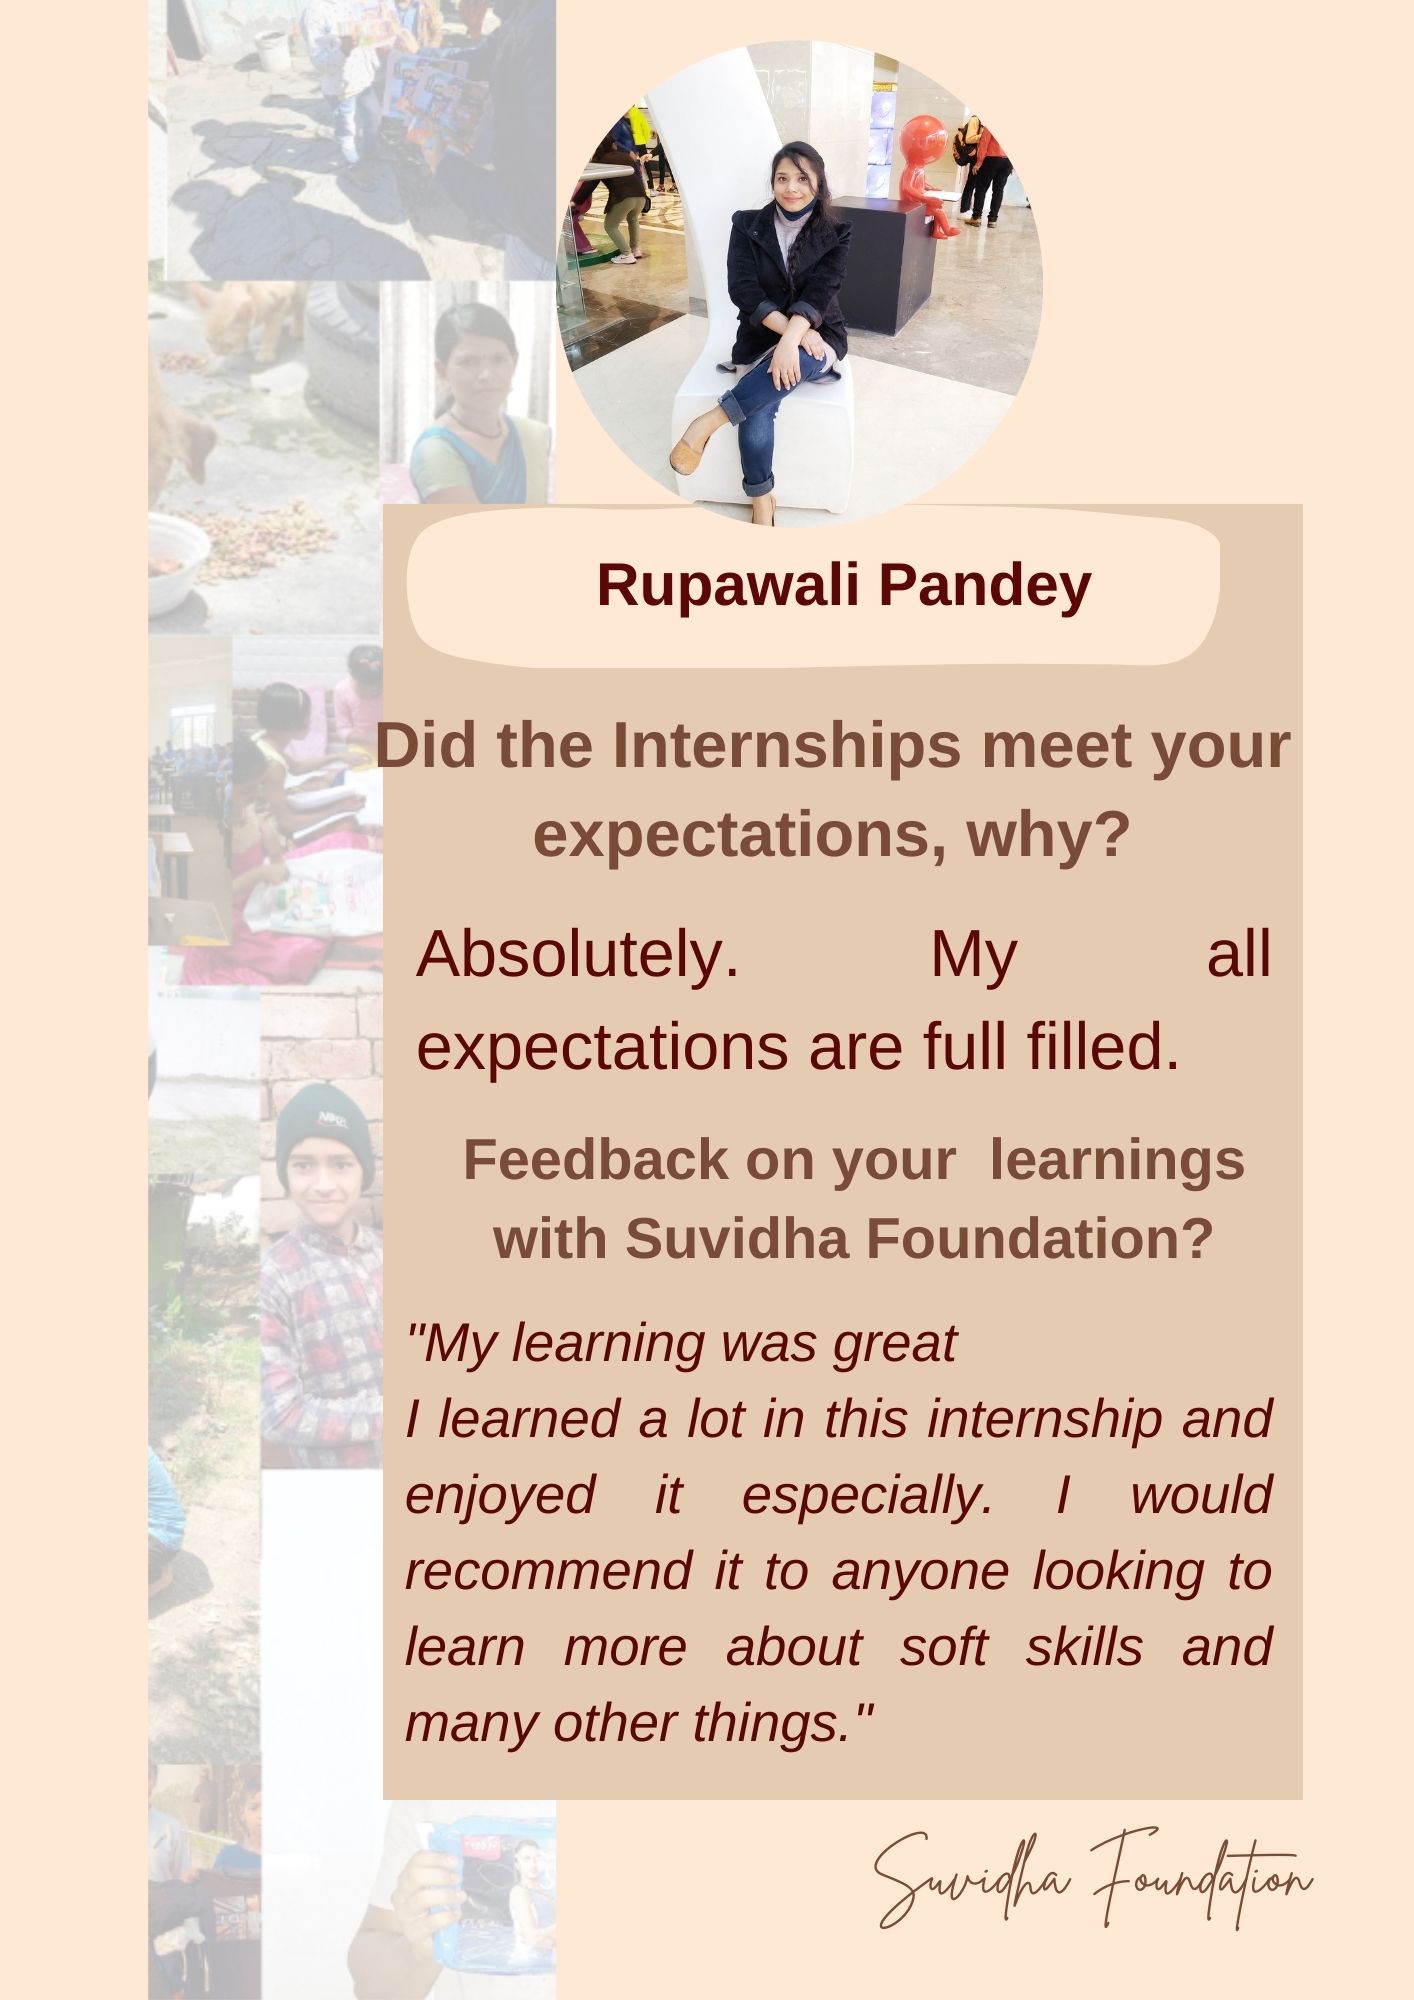 Rupawali Pandey
Did the Internships meet your
expectations, why?
Absolutely. My all
expectations are full filled.
Feedback on your learnings
with Suvidha Foundation?
"My learning was great
I learned a lot in this internship and
enjoyed it especially. I would
recommend it to anyone looking to
learn more about soft skills and
many other things."
Suvidha Foundation